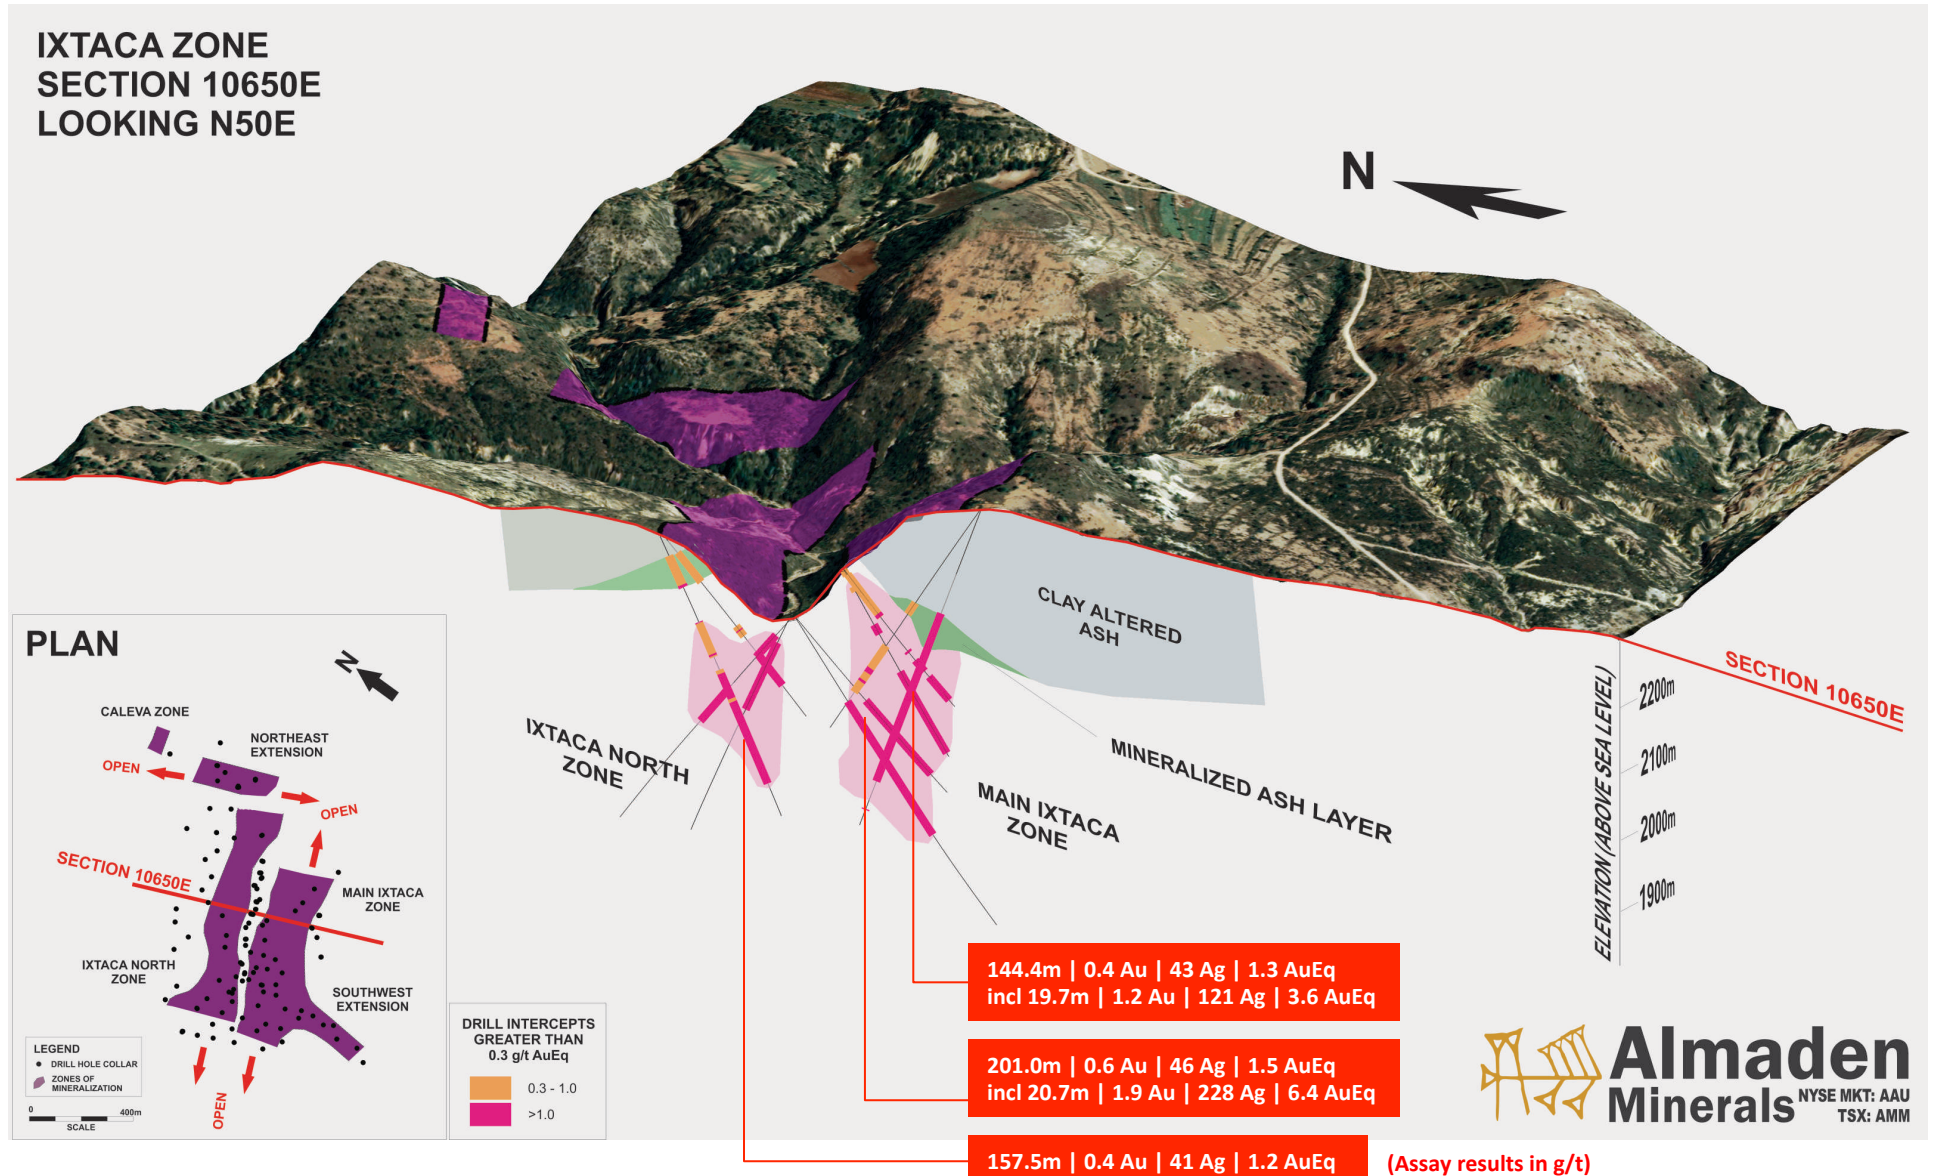 IXTACA ZONE
SECTION 10650E
LOOKING N50E
N
CLAY ALTERED
ASH
SECTION 10650E
IXTACA NORTH
ZONE
MAIN IXTACA
ZONE
MINERALIZED ASH LAYER
ELEVATION (ABOVE SEA LEVEL)
2200m
2100m
2000m
1900m
PLAN
N
CALEVA ZONE
NORTHEAST
EXTENSION
OPEN
OPEN
SECTION 10650E
MAIN IXTACA
ZONE
IXTACA NORTH
ZONE
SOUTHWEST
EXTENSION
OPEN
LEGEND
DRILL HOLE COLLAR
ZONES OF
MINERALIZATION
0 400m
SCALE
DRILL INTERCEPTS
GREATER THAN
0.3 g/t AuEq
0.3 - 1.0
>1.0
144.4m | 0.4 Au | 43 Ag | 1.3 AuEq
incl 19.7m | 1.2 Au | 121 Ag | 3.6 AuEq
201.0m | 0.6 Au | 46 Ag | 1.5 AuEq
incl 20.7m | 1.9 Au | 228 Ag | 6.4 AuEq
157.5m | 0.4 Au | 41 Ag | 1.2 AuEq
(Assay results in g/t)
Almaden
Minerals
NYSE MKT: AAU
TSX: AMM